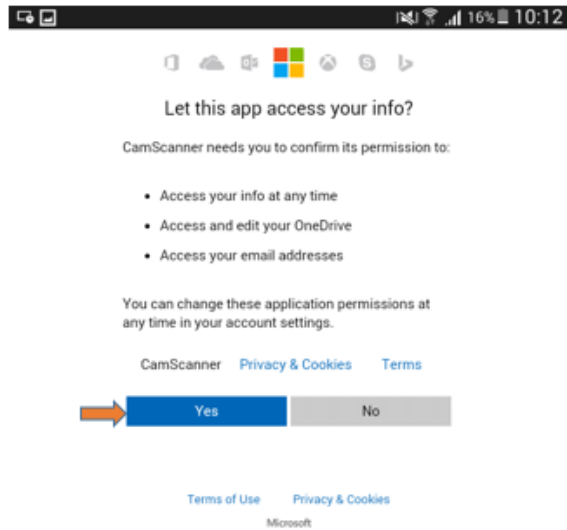 16% 10:12
Let this app access your info?
CamScanner needs you to confirm its permission to:
• Access your info at any time
• Access and edit your OneDrive
• Access your email addresses
You can change these application permissions at
any time in your account settings.
CamScanner Privacy & Cookies Terms
Yes No
Terms of Use Privacy & Cookies
Microsoft